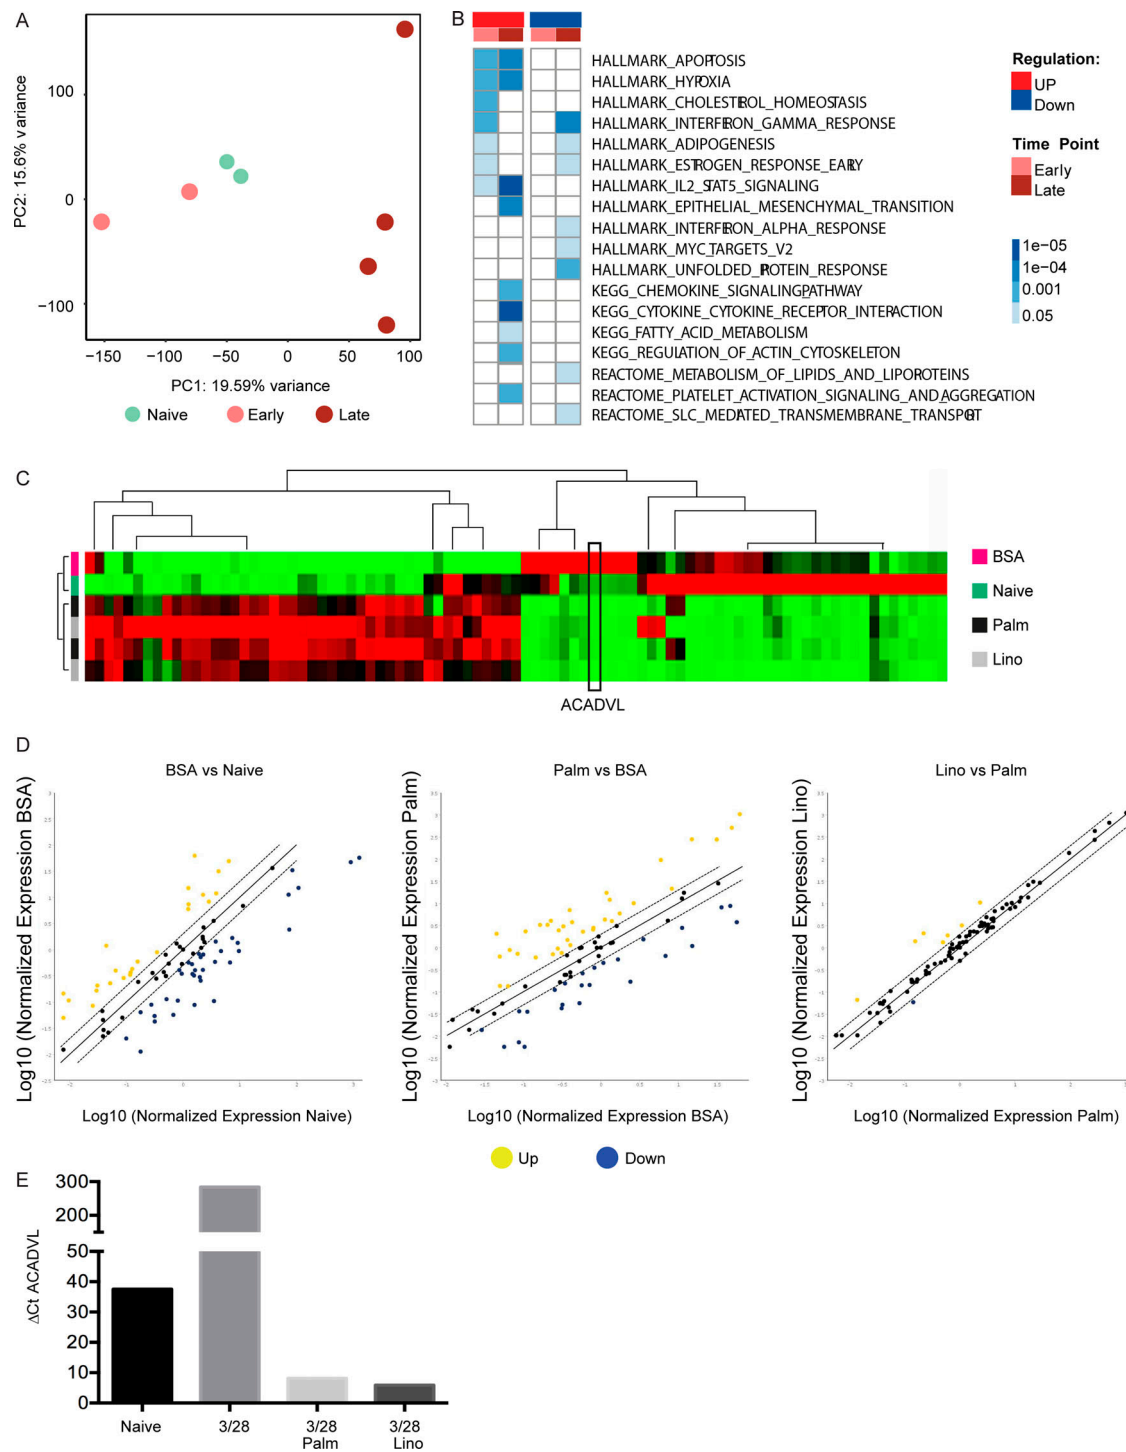 A
PC2: 15.6% variance
100
0
−100
−150
−100
−50
0
50
100
PC1: 19.59% variance
Naive
Early
Late
B
HALLMARK_APOPTOSIS
HALLMARK_HYPOXIA
HALLMARK_CHOLESTEROL_HOMEOSTASIS
HALLMARK_INTERFERON_GAMMA_RESPONSE
HALLMARK_ADIPOGENESIS
HALLMARK_ESTROGEN_RESPONSE_EARLY
HALLMARK_IL2_STAT5_SIGNALING
HALLMARK_EPITHELIAL_MESENCHYMAL_TRANSITION
HALLMARK_INTERFERON_ALPHA_RESPONSE
HALLMARK_MYC_TARGETS_V2
HALLMARK_UNFOLDED_PROTEIN_RESPONSE
KEGG_CHEMOKINE_SIGNALING_PATHWAY
KEGG_CYTOKINE_CYTOKINE_RECEPTOR_INTERACTION
KEGG_FATTY_ACID_METABOLISM
KEGG_REGULATION_OF_ACTIN_CYTOSKELETON
REACTOME_METABOLISM_OF_LIPIDS_AND_LIPOPROTEINS
REACTOME_PLATELET_ACTIVATION_SIGNALING_AND_AGGREGATION
REACTOME_SLC_MEDIATED_TRANSMEMBRANE_TRANSPORT
Regulation:
UP
Down
Time Point
Early
Late
1e−05
1e−04
0.001
0.05
C
BSA
Naive
Palm
Lino
ACADVL
D
BSA vs Naive
Log10 (Normalized Expression BSA)
Log10 (Normalized Expression Naive)
Palm vs BSA
Log10 (Normalized Expression Palm)
Log10 (Normalized Expression BSA)
Lino vs Palm
Log10 (Normalized Expression Lino)
Log10 (Normalized Expression Palm)
Up
Down
E
ΔCt ACADVL
300
200
50
40
30
20
10
0
Naive
3/28
3/28
Palm
3/28
Lino